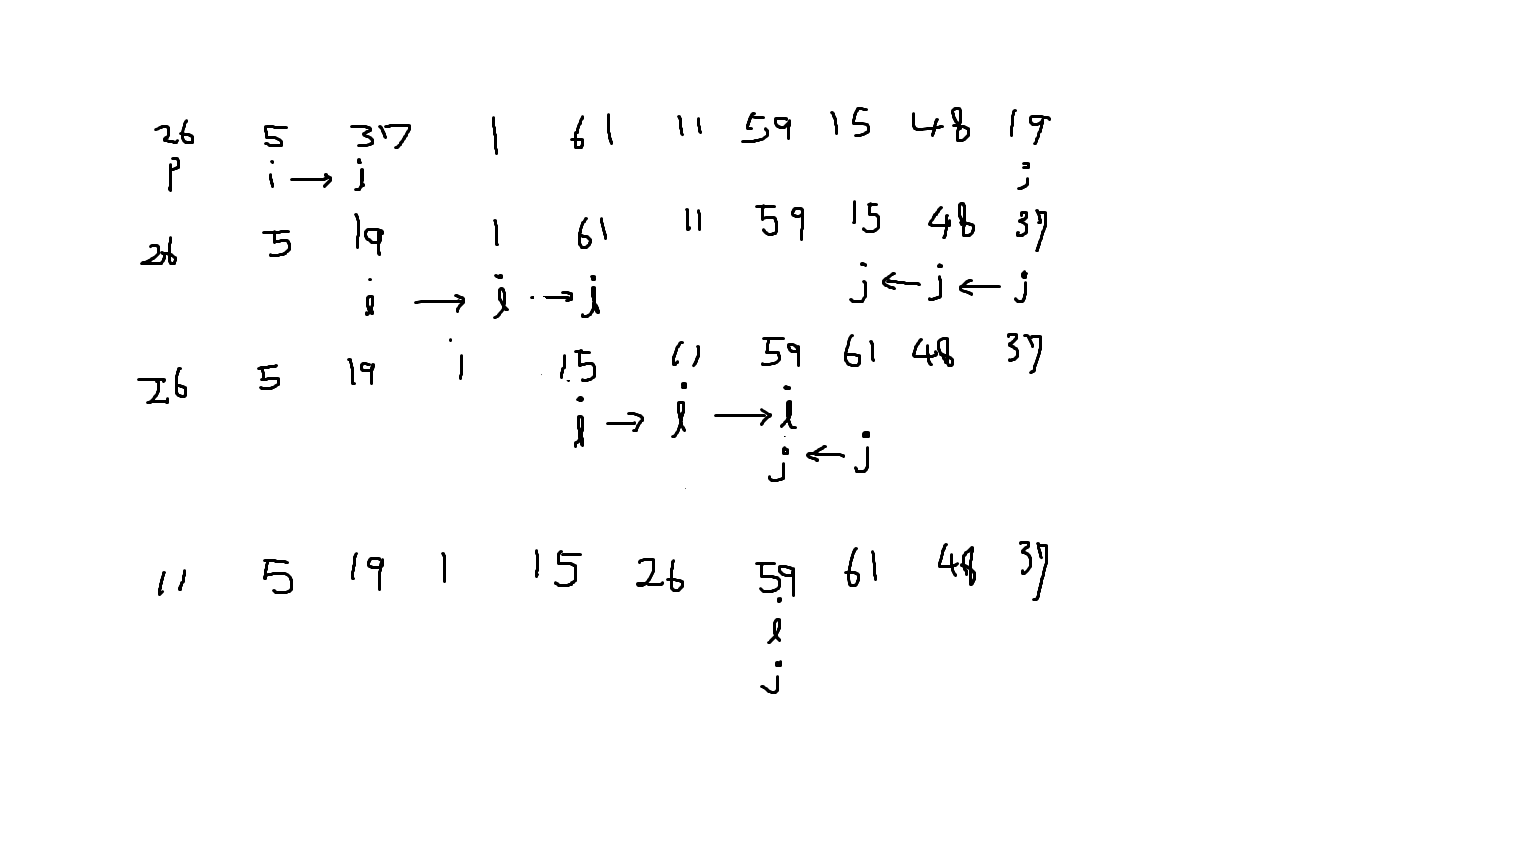 26 5 37 1 61 11 59 15 48 19
p i → i j
26 5 19 1 61 11 59 15 48 37
i → i → i j ← j ← j
26 5 19 1 15 11 59 61 48 37
i → i → i
j ← j
11 5 19 1 15 26 59 61 48 37
i
j